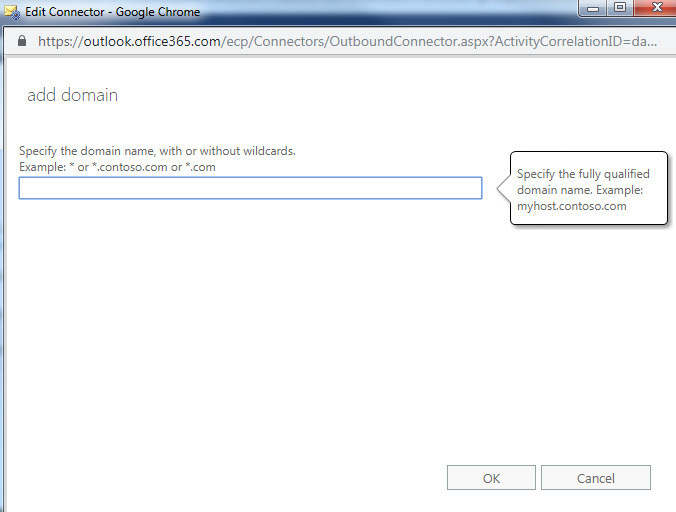 Edit Connector - Google Chrome
https://outlook.office365.com/ecp/Connectors/OutboundConnector.aspx?ActivityCorrelationID=da...
add domain
Specify the domain name, with or without wildcards.
Example: * or *.contoso.com or *.com
Specify the fully qualified
domain name. Example:
myhost.contoso.com
OK
Cancel